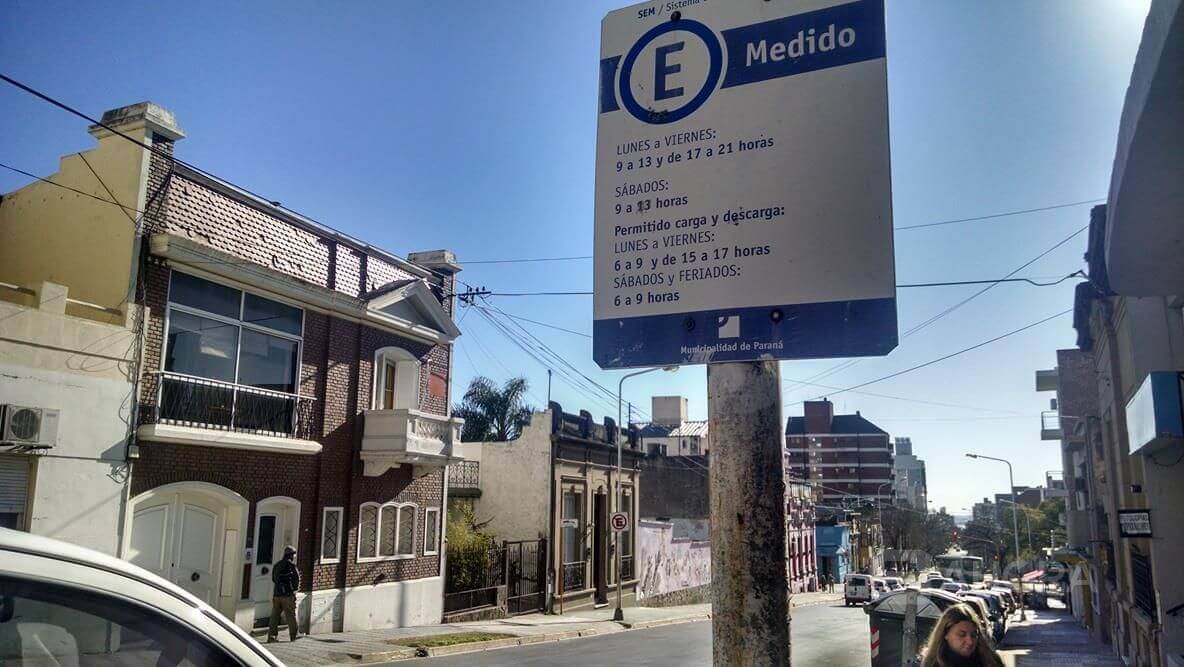 SEM / Sistema
E
Medido
LUNES a VIERNES:
9 a 13 y de 17 a 21 horas
SÁBADOS:
9 a 13 horas
Permitido carga y descarga:
LUNES a VIERNES:
6 a 9 y de 15 a 17 horas
SÁBADOS y FERIADOS:
6 a 9 horas
Municipalidad de Paraná
E